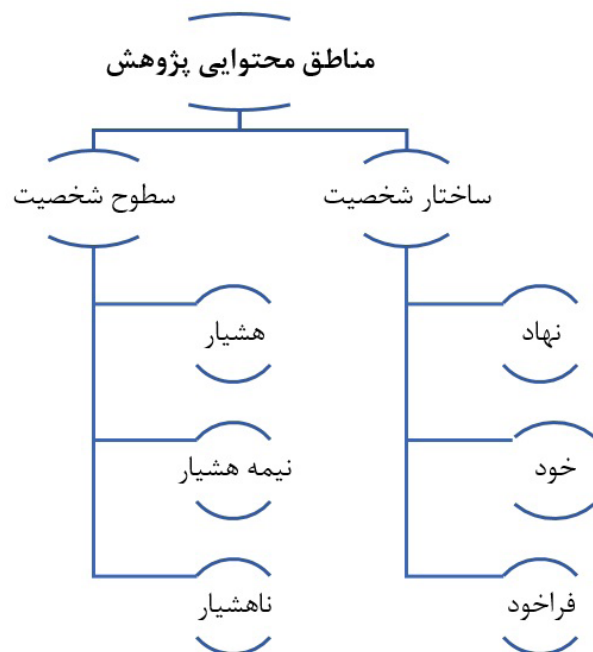 مناطق محتوایی پژوهش
ساختار شخصیت
سطوح شخصیت
نهاد
هشیار
خود
نیمه هشیار
فراخود
ناهشیار